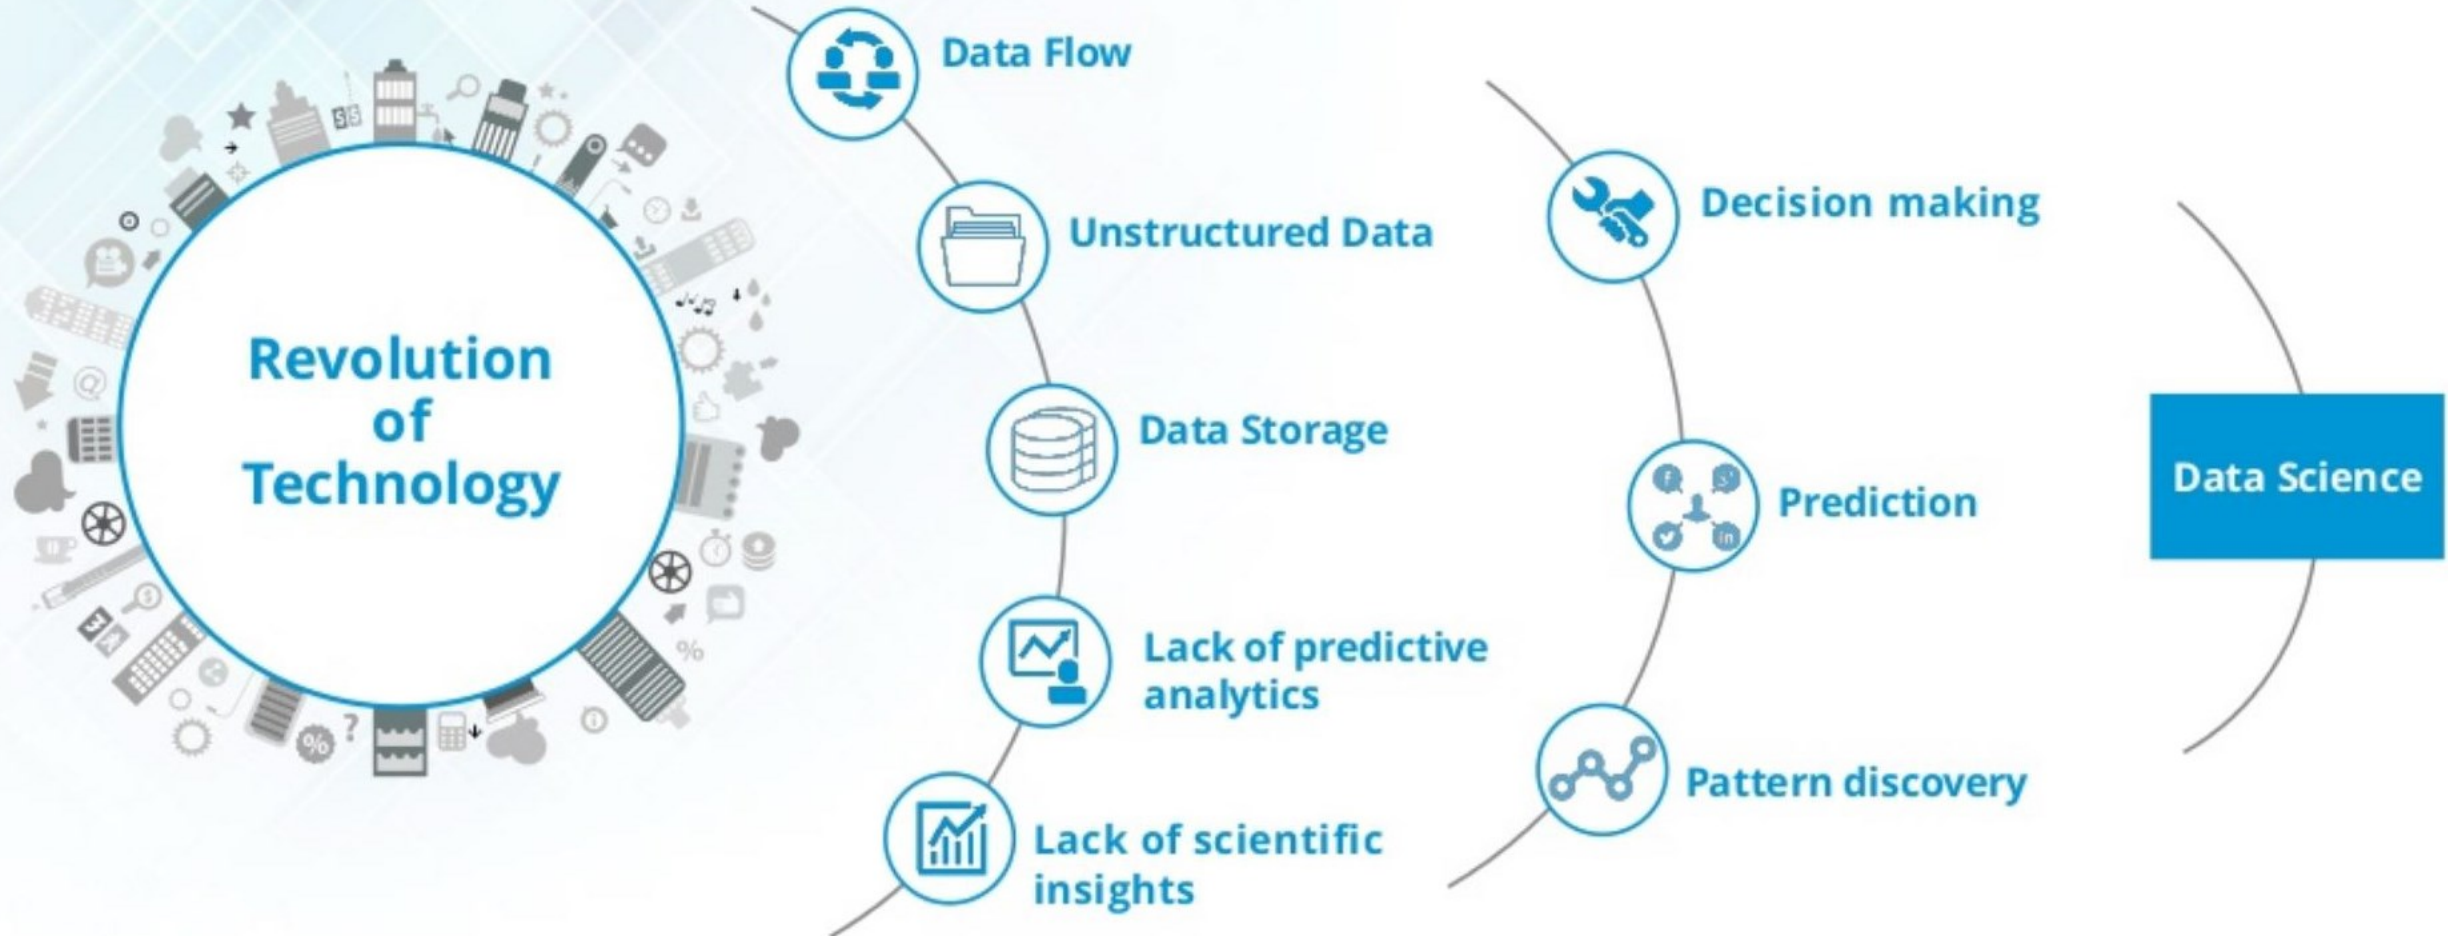 Revolution
of
Technology
Data Flow
Unstructured Data
Data Storage
Lack of predictive
analytics
Lack of scientific
insights
Decision making
Prediction
Pattern discovery
Data Science